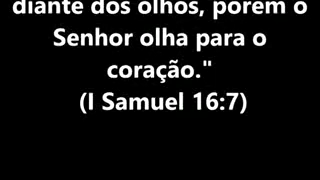 diante dos olhos, porém o
Senhor olha para o
coração."
(I Samuel 16:7)